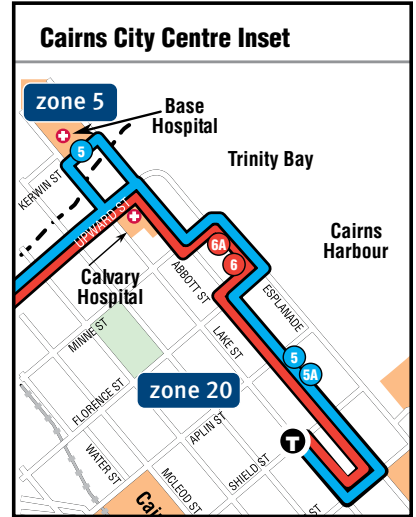 Cairns City Centre Inset
zone 5
Base
Hospital
5
Trinity Bay
KERWIN ST
UPWARD ST
Cairns
Harbour
6A
6
Calvary
Hospital
ABBOTT ST
ESPLANADE
MINNE ST
LAKE ST
5
5A
FLORENCE ST
zone 20
APLIN ST
T
WATER ST
SHIELD ST
MCLEOD ST